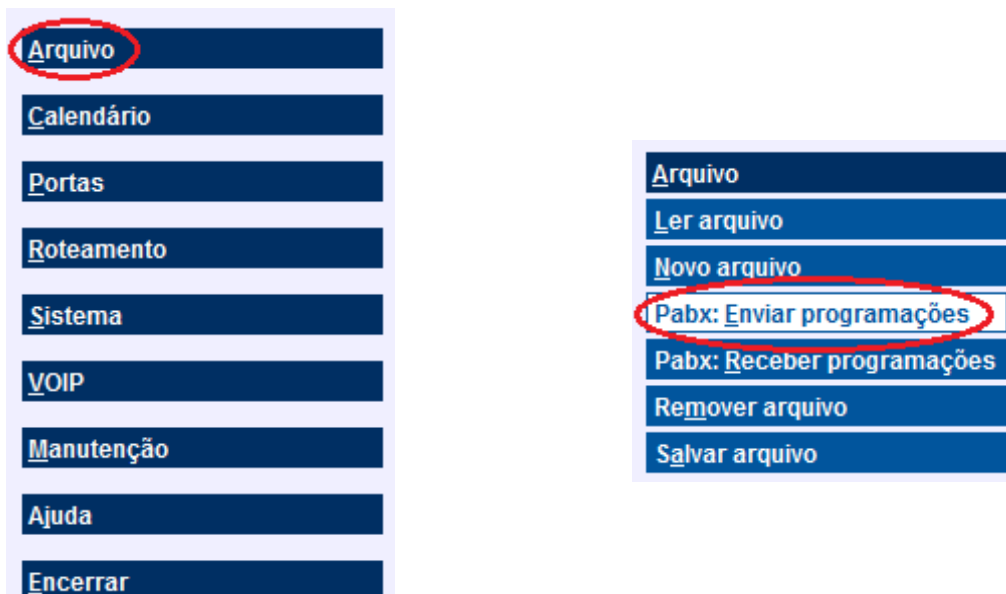 Arquivo
Calendário
Portas
Roteamento
Sistema
VOIP
Manutenção
Ajuda
Encerrar
Arquivo
Ler arquivo
Novo arquivo
Pabx: Enviar programações
Pabx: Receber programações
Remover arquivo
Salvar arquivo